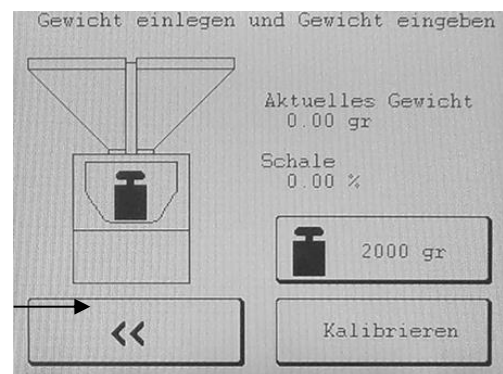 Gewicht einlegen und Gewicht eingeben
Aktuelles Gewicht
0.00 gr
Schale
0.00 %
2000 gr
<<
Kalibrieren